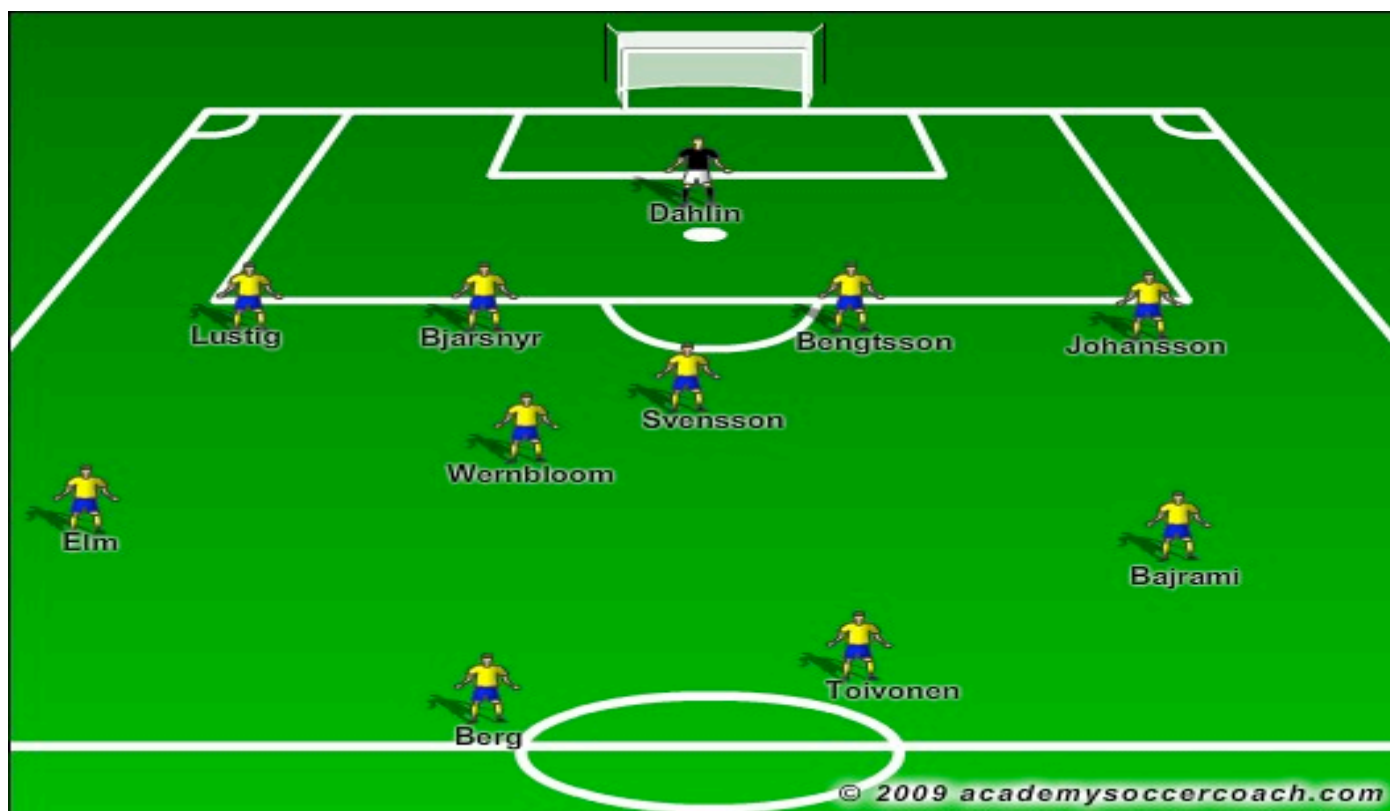 Dahlin
Lustig
Bjarsnyr
Bengtsson
Johansson
Svensson
Wernbloom
Elm
Bajrami
Toivonen
Berg
© 2009 academysoccercoach.com